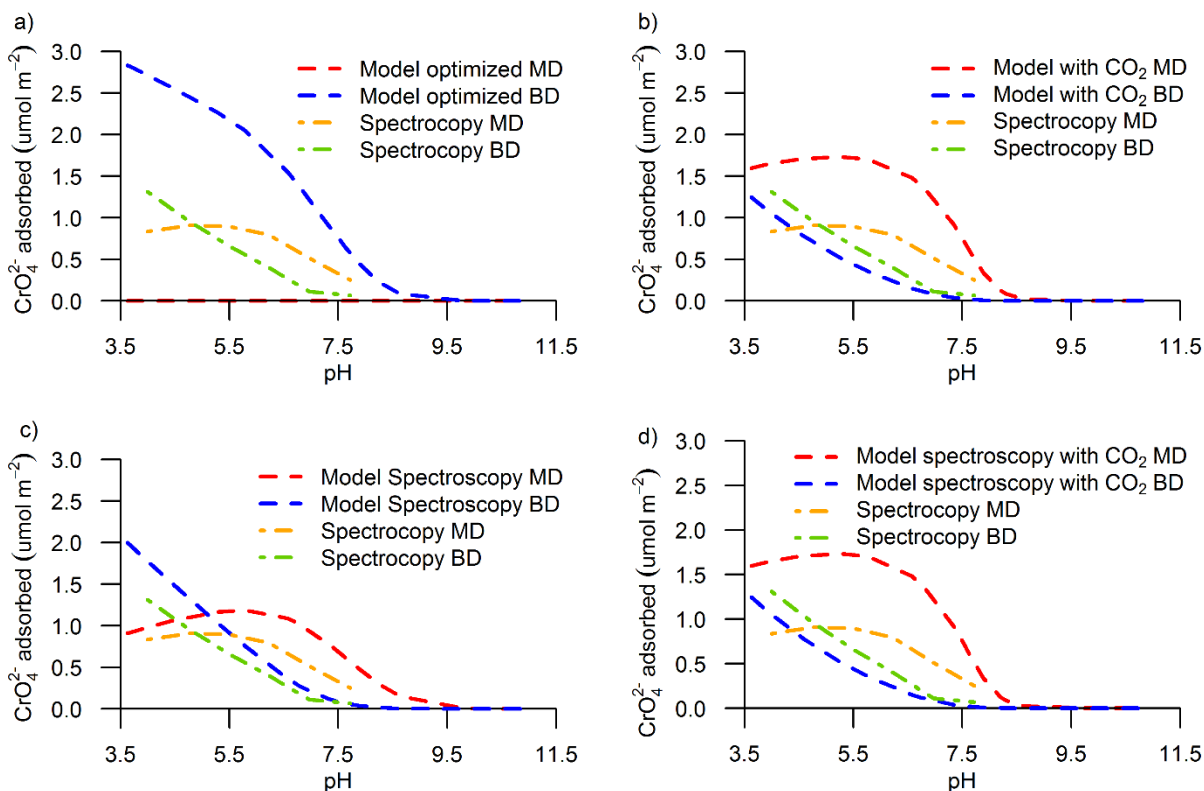 a)
CrO₄²⁻ adsorbed (umol m⁻²)
3.0
2.5
2.0
1.5
1.0
0.5
0.0
Model optimized MD
Model optimized BD
Spectrocopy MD
Spectrocopy BD
3.5 5.5 7.5 9.5 11.5
pH
b)
CrO₄²⁻ adsorbed (umol m⁻²)
3.0
2.5
2.0
1.5
1.0
0.5
0.0
Model with CO₂ MD
Model with CO₂ BD
Spectrocopy MD
Spectrocopy BD
3.5 5.5 7.5 9.5 11.5
pH
c)
CrO₄²⁻ adsorbed (umol m⁻²)
3.0
2.5
2.0
1.5
1.0
0.5
0.0
Model Spectroscopy MD
Model Spectroscopy BD
Spectrocopy MD
Spectrocopy BD
3.5 5.5 7.5 9.5 11.5
pH
d)
CrO₄²⁻ adsorbed (umol m⁻²)
3.0
2.5
2.0
1.5
1.0
0.5
0.0
Model spectroscopy with CO₂ MD
Model spectroscopy with CO₂ BD
Spectrocopy MD
Spectrocopy BD
3.5 5.5 7.5 9.5 11.5
pH